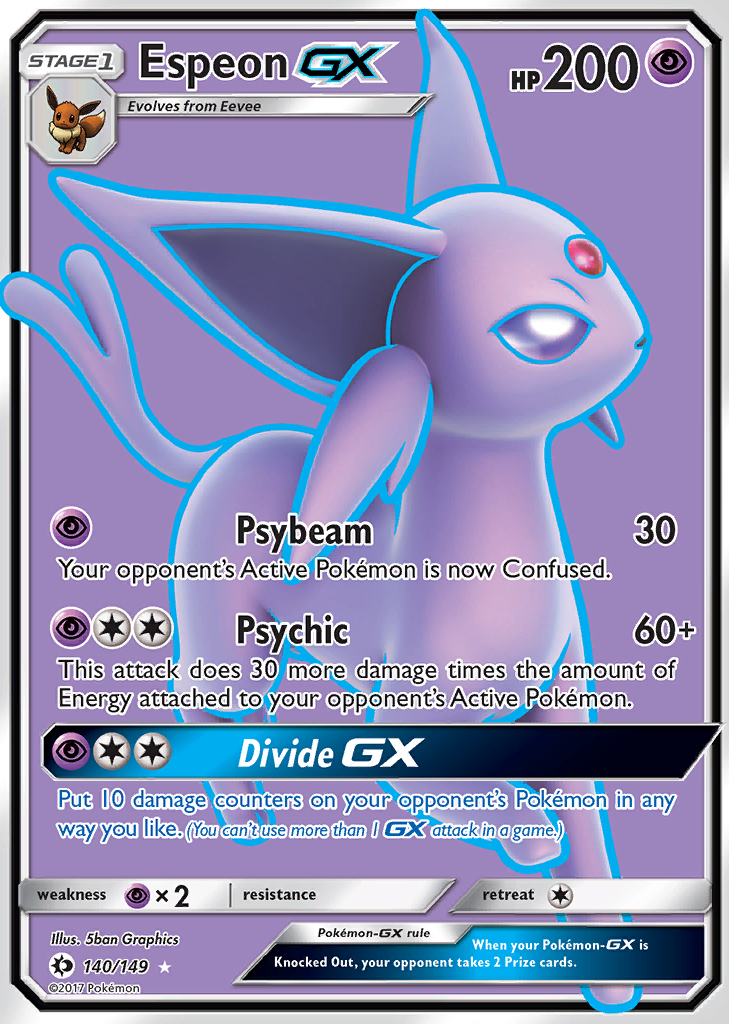 STAGE1 Espeon GX HP200
Evolves from Eevee
Psybeam 30
Your opponent's Active Pokémon is now Confused.
Psychic 60+
This attack does 30 more damage times the amount of
Energy attached to your opponent's Active Pokémon.
Divide GX
Put 10 damage counters on your opponent's Pokémon in any
way you like. (You can't use more than 1 GX attack in a game.)
weakness ×2 resistance retreat
Illus. 5ban Graphics
140/149
©2017 Pokémon
Pokémon-GX rule
When your Pokémon-GX is
Knocked Out, your opponent takes 2 Prize cards.